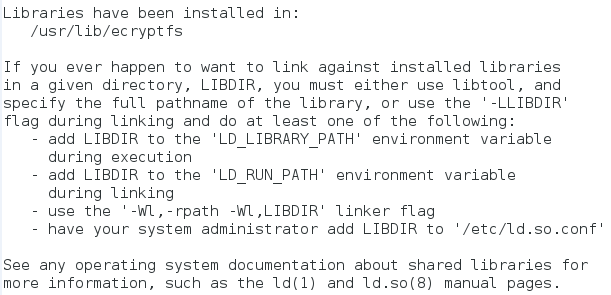 Libraries have been installed in:
   /usr/lib/ecryptfs

If you ever happen to want to link against installed libraries
in a given directory, LIBDIR, you must either use libtool, and
specify the full pathname of the library, or use the '-LLIBDIR'
flag during linking and do at least one of the following:
   - add LIBDIR to the 'LD_LIBRARY_PATH' environment variable
     during execution
   - add LIBDIR to the 'LD_RUN_PATH' environment variable
     during linking
   - use the '-Wl,-rpath -Wl,LIBDIR' linker flag
   - have your system administrator add LIBDIR to '/etc/ld.so.conf'

See any operating system documentation about shared libraries for
more information, such as the ld(1) and ld.so(8) manual pages.